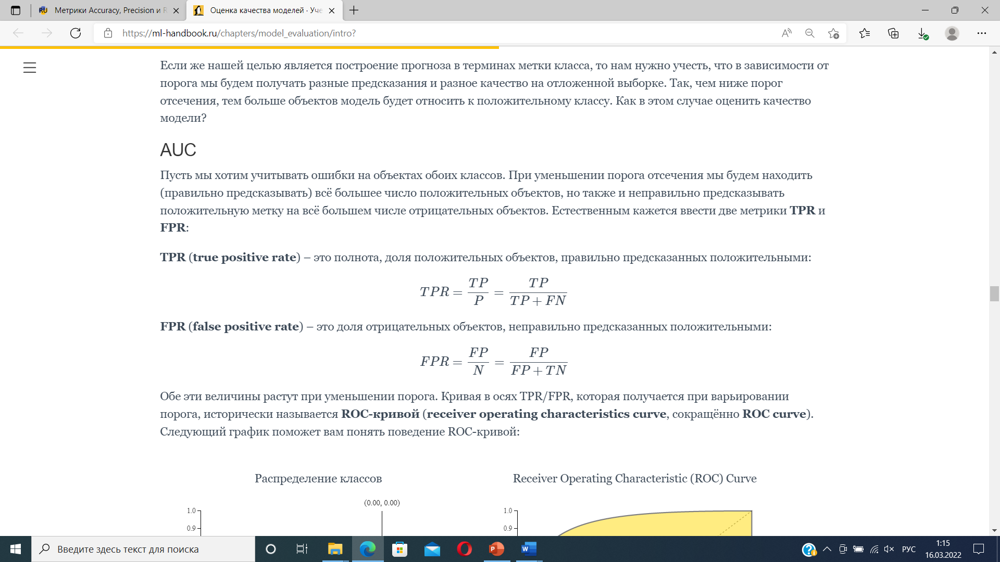 Метрики Accuracy, Precision и R
Оценка качества моделей · Уче
https://ml-handbook.ru/chapters/model_evaluation/intro?
Если же нашей целью является построение прогноза в терминах метки класса, то нам нужно учесть, что в зависимости от
порога мы будем получать разные предсказания и разное качество на отложенной выборке. Так, чем ниже порог
отсечения, тем больше объектов модель будет относить к положительному классу. Как в этом случае оценить качество
модели?
AUC
Пусть мы хотим учитывать ошибки на объектах обоих классов. При уменьшении порога отсечения мы будем находить
(правильно предсказывать) всё большее число положительных объектов, но также и неправильно предсказывать
положительную метку на всё большем числе отрицательных объектов. Естественным кажется ввести две метрики TPR и
FPR:
TPR (true positive rate) – это полнота, доля положительных объектов, правильно предсказанных положительными:
TPR = TP / P = TP / (TP + FN)
FPR (false positive rate) – это доля отрицательных объектов, неправильно предсказанных положительными:
FPR = FP / N = FP / (FP + TN)
Обе эти величины растут при уменьшении порога. Кривая в осях TPR/FPR, которая получается при варьировании
порога, исторически называется ROC-кривой (receiver operating characteristics curve, сокращённо ROC curve).
Следующий график поможет вам понять поведение ROC-кривой:
Распределение классов
(0.00, 0.00)
1.0
0.9
Receiver Operating Characteristic (ROC) Curve
1.0
0.9
Введите здесь текст для поиска
РУС
1:15
16.03.2022